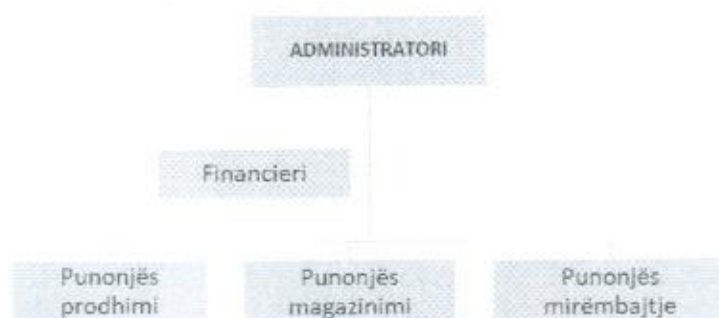 ADMINISTRATORI
Financieri
Punonjës
prodhimi
Punonjës
magazinimi
Punonjës
mirëmbajtje